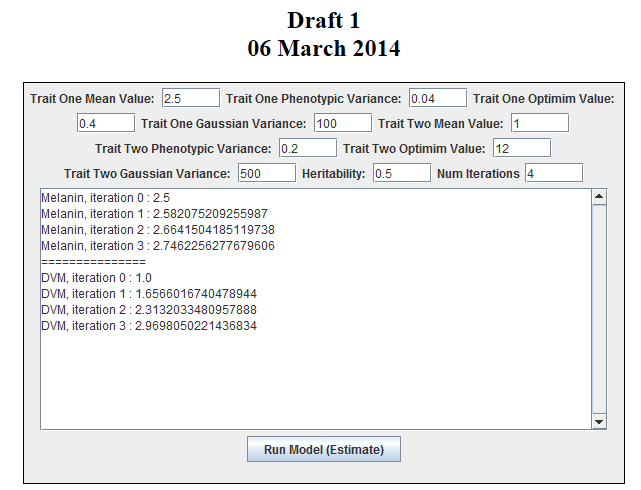 Draft 1
06 March 2014
Trait One Mean Value: 2.5 Trait One Phenotypic Variance: 0.04 Trait One Optimim Value:
0.4 Trait One Gaussian Variance: 100 Trait Two Mean Value: 1
Trait Two Phenotypic Variance: 0.2 Trait Two Optimim Value: 12
Trait Two Gaussian Variance: 500 Heritability: 0.5 Num Iterations 4
Melanin, iteration 0 : 2.5
Melanin, iteration 1 : 2.582075209255987
Melanin, iteration 2 : 2.6641504185119738
Melanin, iteration 3 : 2.7462256277679606
===============
DVM, iteration 0 : 1.0
DVM, iteration 1 : 1.6566016740478944
DVM, iteration 2 : 2.3132033480957888
DVM, iteration 3 : 2.9698050221436834
Run Model (Estimate)